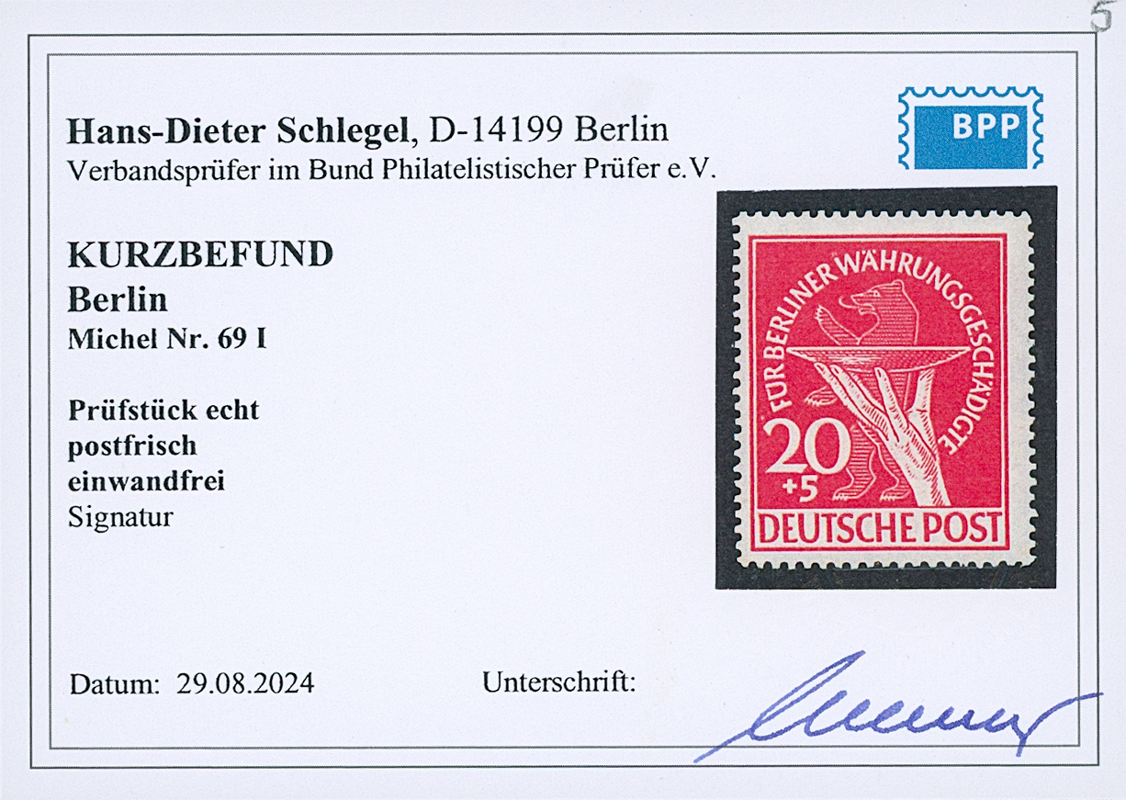 5
Hans-Dieter Schlegel, D-14199 Berlin
Verbandsprüfer im Bund Philatelistischer Prüfer e.V.
BPP
KURZBEFUND
Berlin
Michel Nr. 69 I
Prüfstück echt
postfrisch
einwandfrei
Signatur
FÜR BERLINER WÄHRUNGSGESCHÄDIGTE
20
+5
DEUTSCHE POST
Datum: 29.08.2024
Unterschrift: